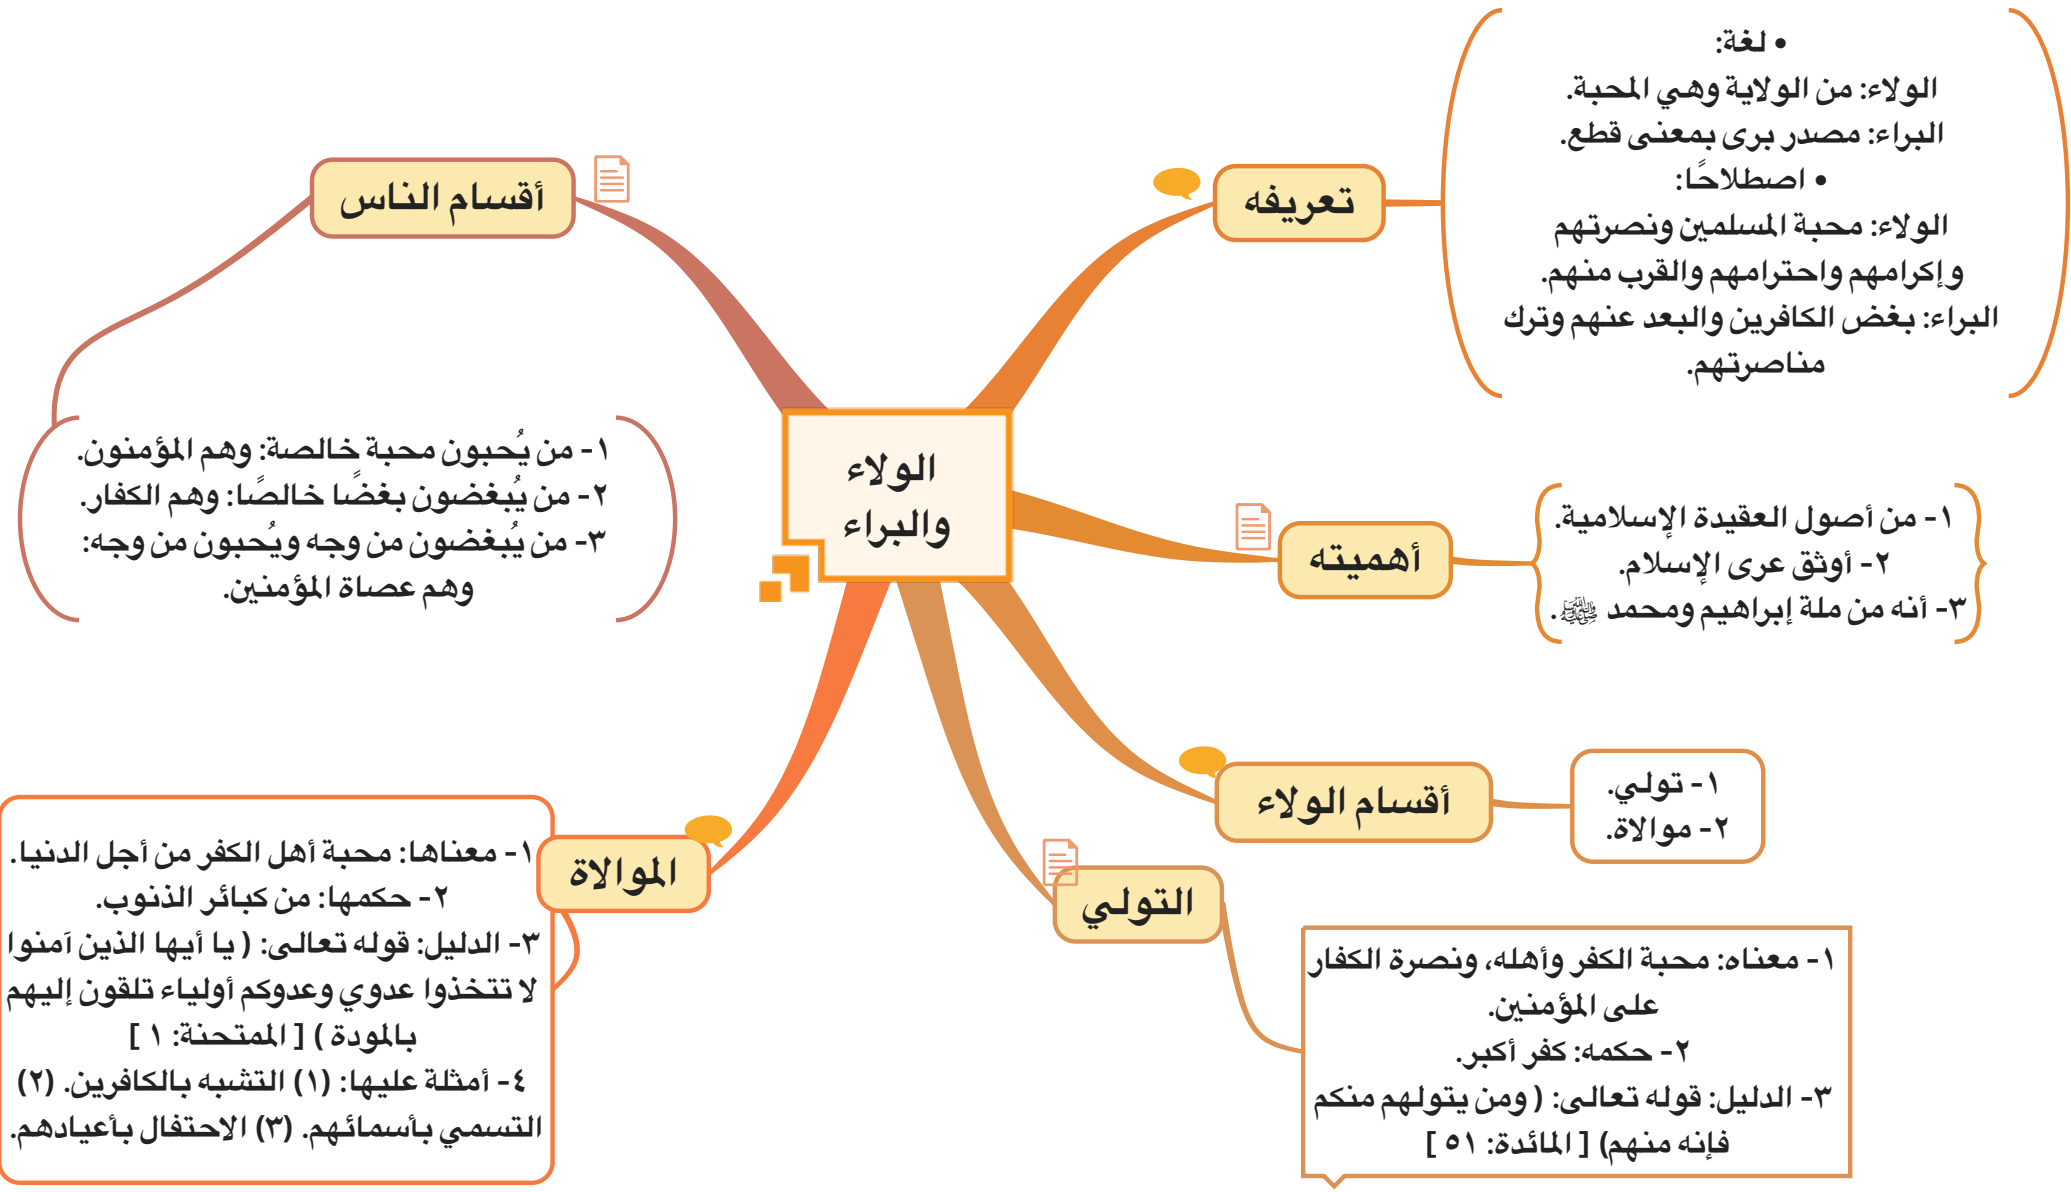 الولاء
والبراء
تعريفه
• لغة:
الولاء: من الولاية وهي المحبة.
البراء: مصدر برى بمعنى قطع.
• اصطلاحًا:
الولاء: محبة المسلمين ونصرتهم
وإكرامهم واحترامهم والقرب منهم.
البراء: بغض الكافرين والبعد عنهم وترك
مناصرتهم.
أهميته
١- من أصول العقيدة الإسلامية.
٢- أوثق عرى الإسلام.
٣- أنه من ملة إبراهيم ومحمد ﷺ.
أقسام الولاء
١- تولي.
٢- موالاة.
التولي
١- معناه: محبة الكفر وأهله، ونصرة الكفار
على المؤمنين.
٢- حكمه: كفر أكبر.
٣- الدليل: قوله تعالى: ( ومن يتولهم منكم
فإنه منهم) [ المائدة: ٥١ ]
الموالاة
١- معناها: محبة أهل الكفر من أجل الدنيا.
٢- حكمها: من كبائر الذنوب.
٣- الدليل: قوله تعالى: ( يا أيها الذين آمنوا
لا تتخذوا عدوي وعدوكم أولياء تلقون إليهم
بالمودة ) [ الممتحنة: ١ ]
٤- أمثلة عليها: (١) التشبه بالكافرين. (٢)
التسمي بأسمائهم. (٣) الاحتفال بأعيادهم.
أقسام الناس
١- من يُحبون محبة خالصة: وهم المؤمنون.
٢- من يُبغضون بغضًا خالصًا: وهم الكفار.
٣- من يُبغضون من وجه ويُحبون من وجه:
وهم عصاة المؤمنين.